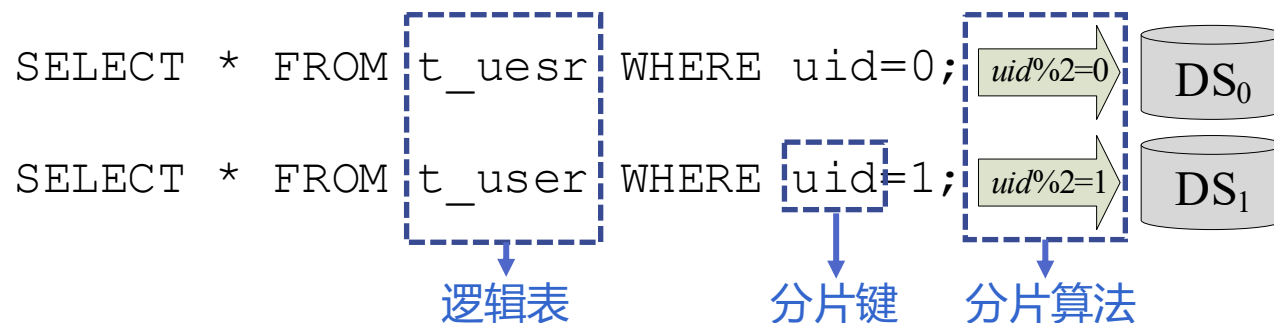 SELECT * FROM t_uesr WHERE uid=0; uid%2=0 DS₀
SELECT * FROM t_user WHERE uid=1; uid%2=1 DS₁
逻辑表 分片键 分片算法